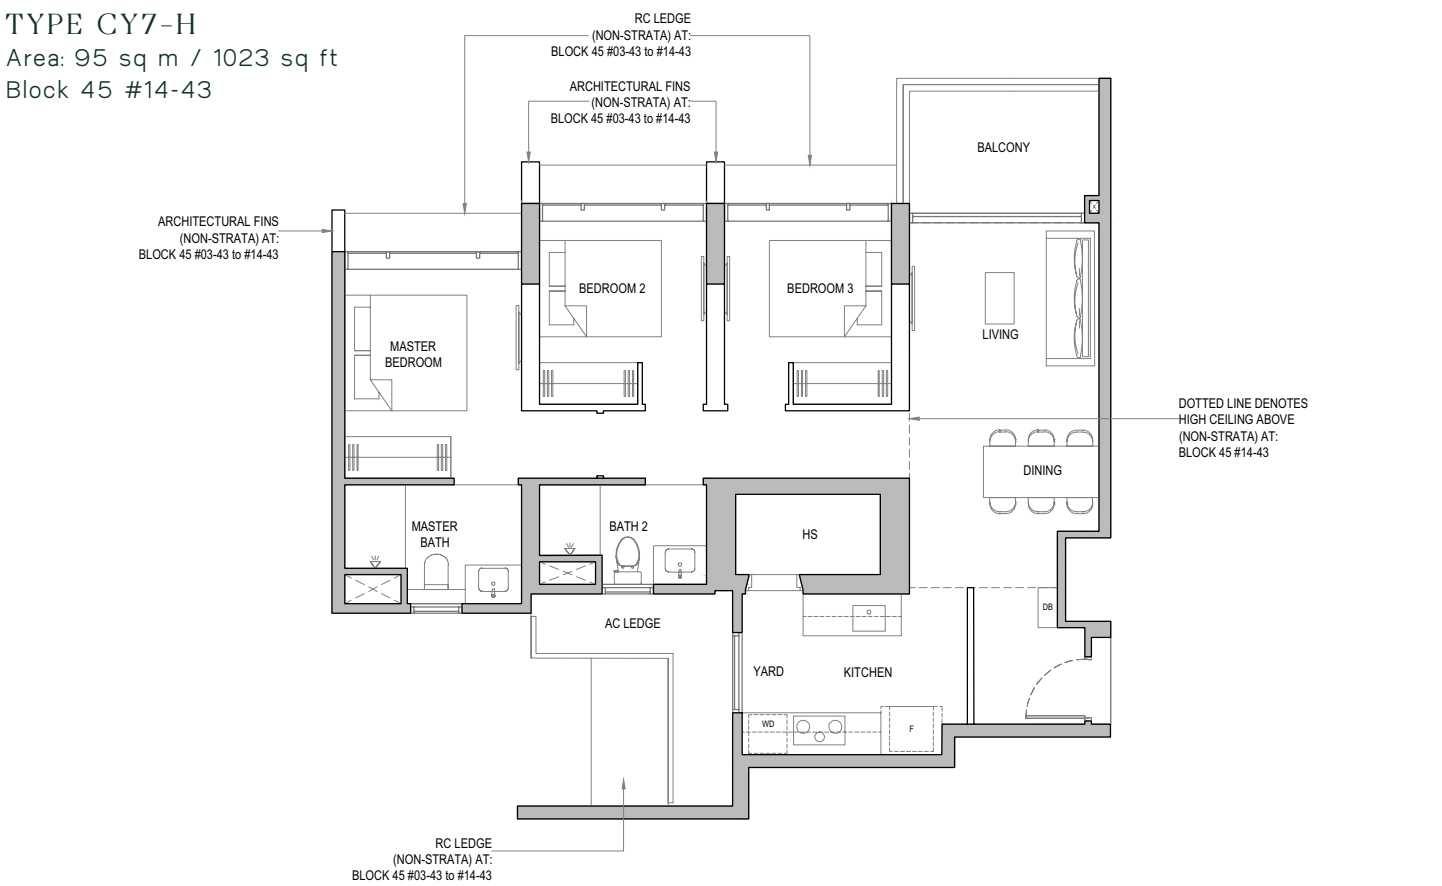 TYPE CY7-H
Area: 95 sq m / 1023 sq ft
Block 45 #14-43
RC LEDGE
(NON-STRATA) AT:
BLOCK 45 #03-43 to #14-43
ARCHITECTURAL FINS
(NON-STRATA) AT:
BLOCK 45 #03-43 to #14-43
BALCONY
ARCHITECTURAL FINS
(NON-STRATA) AT:
BLOCK 45 #03-43 to #14-43
BEDROOM 2
BEDROOM 3
LIVING
MASTER
BEDROOM
DOTTED LINE DENOTES
HIGH CEILING ABOVE
(NON-STRATA) AT:
BLOCK 45 #14-43
DINING
MASTER
BATH
BATH 2
HS
DB
AC LEDGE
YARD
KITCHEN
WD
F
RC LEDGE
(NON-STRATA) AT:
BLOCK 45 #03-43 to #14-43